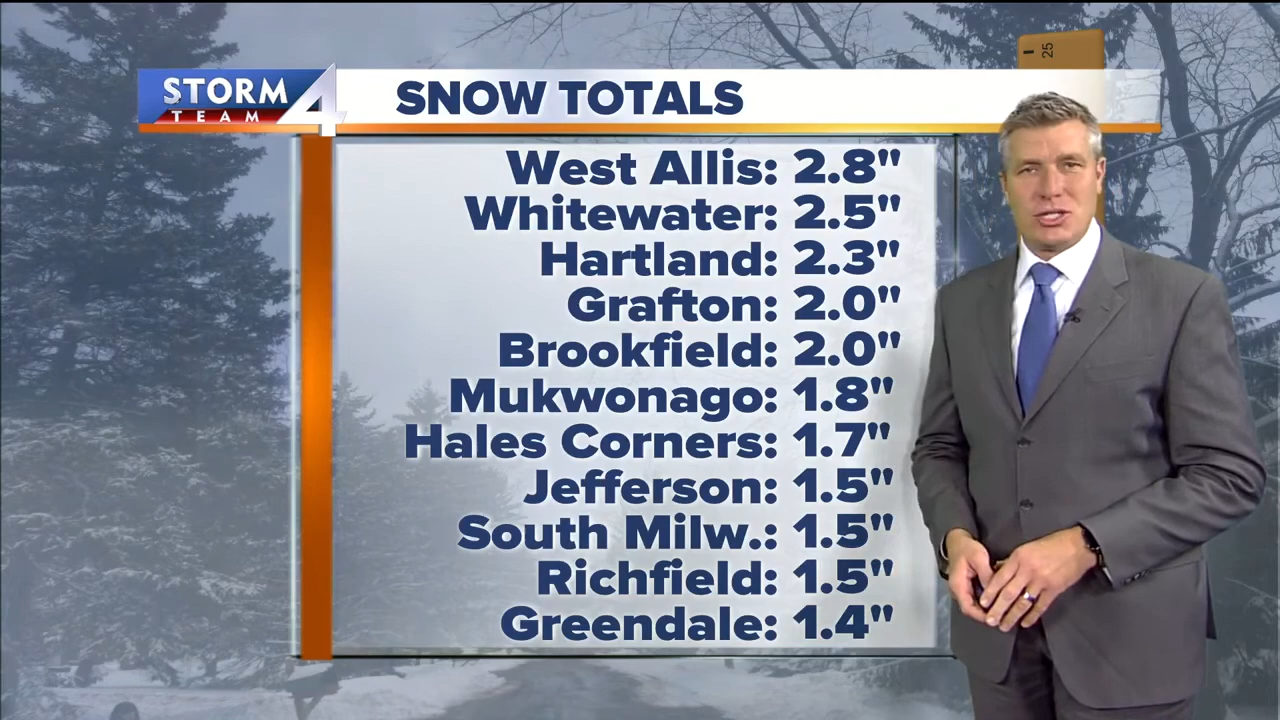 25
STORM 4
TEAM
SNOW TOTALS
West Allis: 2.8"
Whitewater: 2.5"
Hartland: 2.3"
Grafton: 2.0"
Brookfield: 2.0"
Mukwonago: 1.8"
Hales Corners: 1.7"
Jefferson: 1.5"
South Milw.: 1.5"
Richfield: 1.5"
Greendale: 1.4"